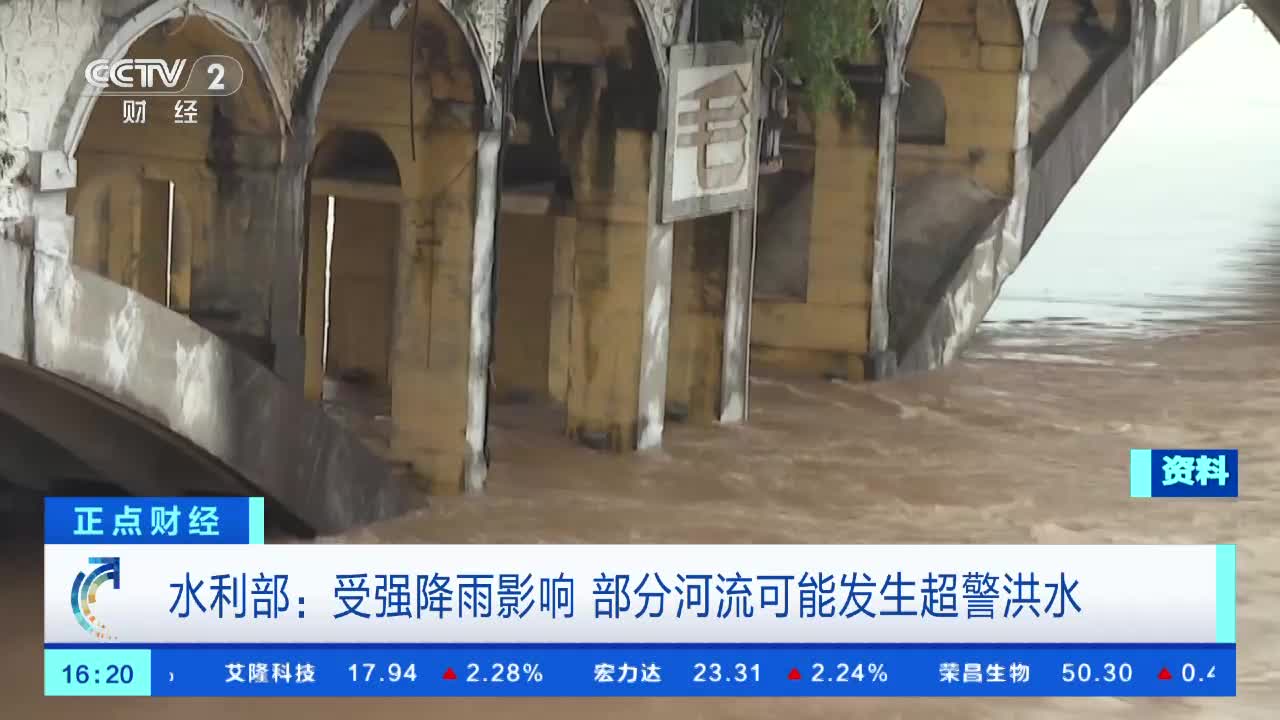 CCTV 2
财经
资料
正点财经
水利部：受强降雨影响 部分河流可能发生超警洪水
16:20 艾隆科技 17.94 ▲ 2.28% 宏力达 23.31 ▲ 2.24% 荣昌生物 50.30 ▲ 0.4